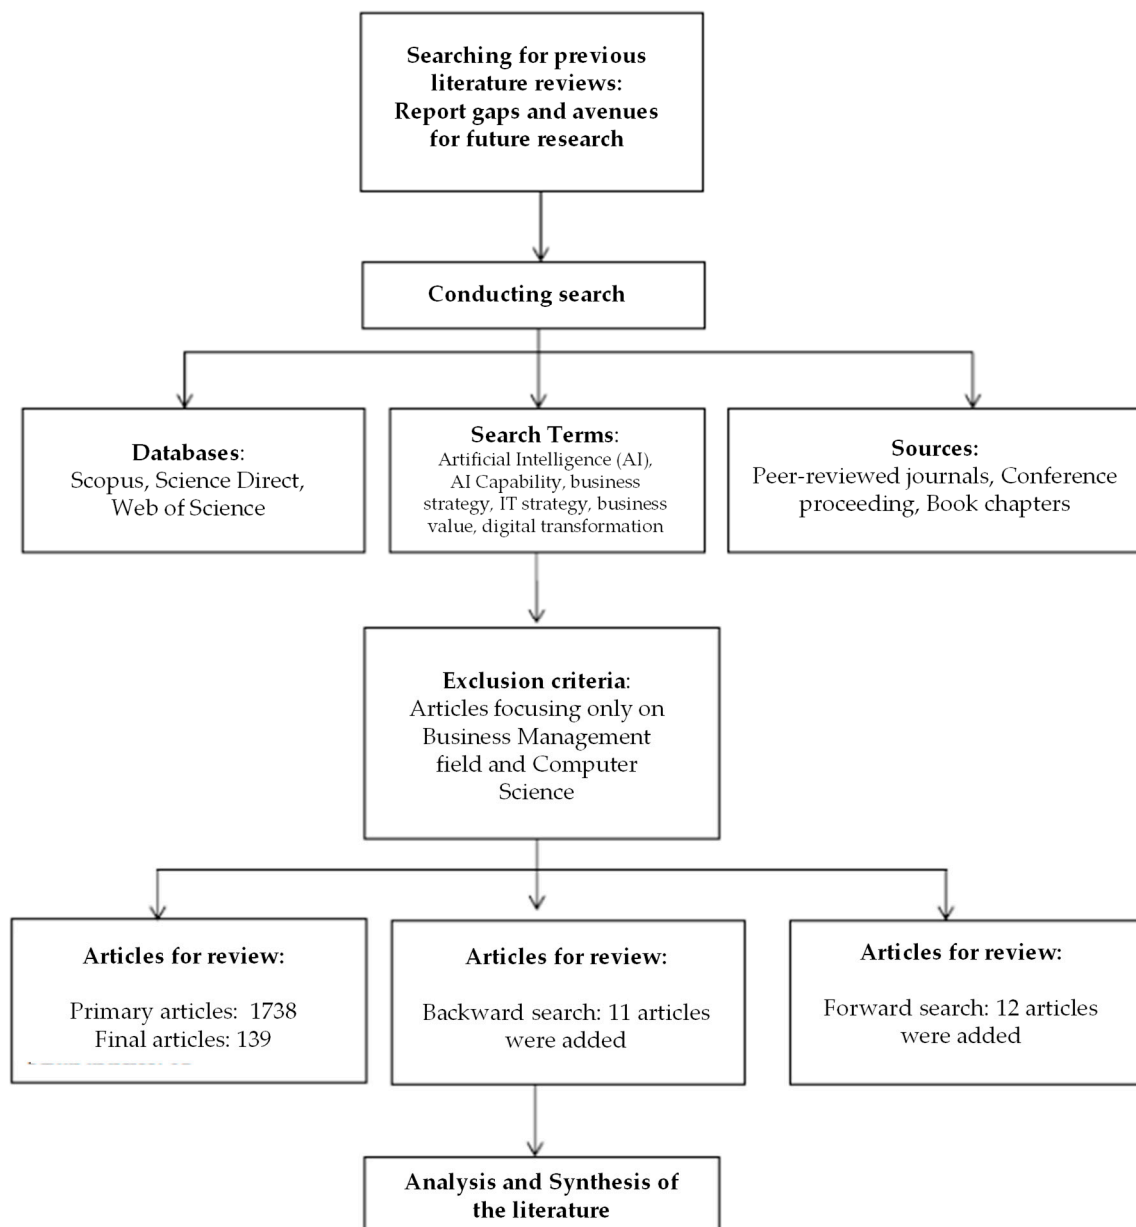 Searching for previous
literature reviews:
Report gaps and avenues
for future research
Conducting search
Databases:
Scopus, Science Direct,
Web of Science
Search Terms:
Artificial Intelligence (AI),
AI Capability, business
strategy, IT strategy, business
value, digital transformation
Sources:
Peer-reviewed journals, Conference
proceeding, Book chapters
Exclusion criteria:
Articles focusing only on
Business Management
field and Computer
Science
Articles for review:
Primary articles: 1738
Final articles: 139
Articles for review:
Backward search: 11 articles
were added
Articles for review:
Forward search: 12 articles
were added
Analysis and Synthesis of
the literature